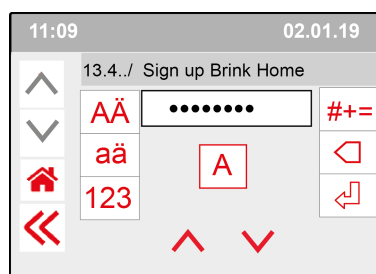 11:09 02.01.19
13.4../ Sign up Brink Home
AÄ •••••••• #+=
aä A
123